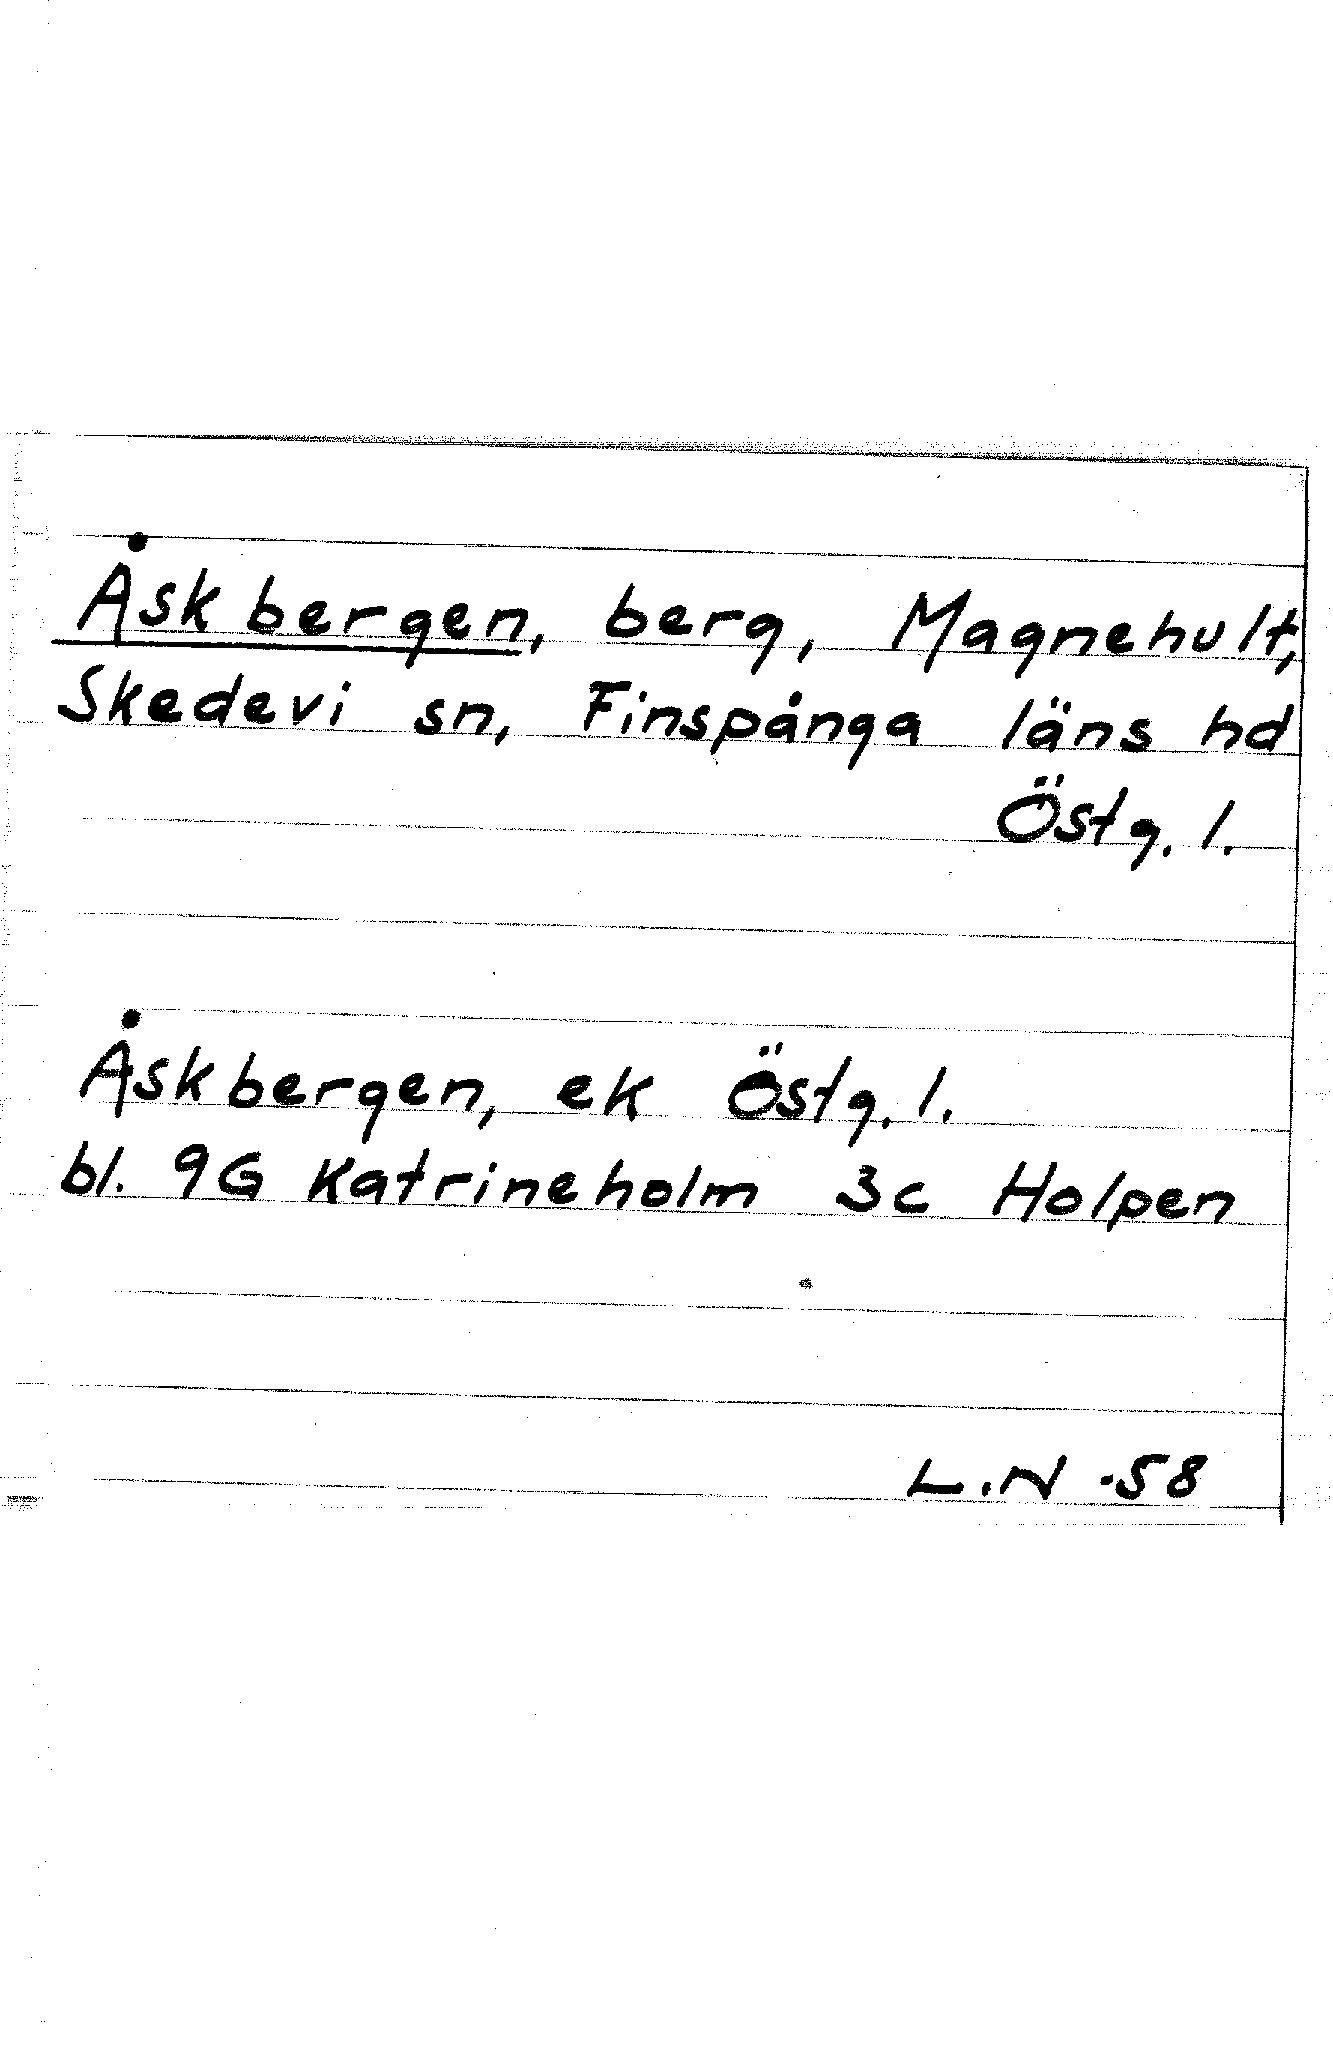 Åskbergen, berg, Magnehult,
Skedevi sn, Finspånga läns hd
Östg. l.
Åskbergen, ek Östg. l.
bl. 9G Katrineholm 3c Holpen
L.N -58